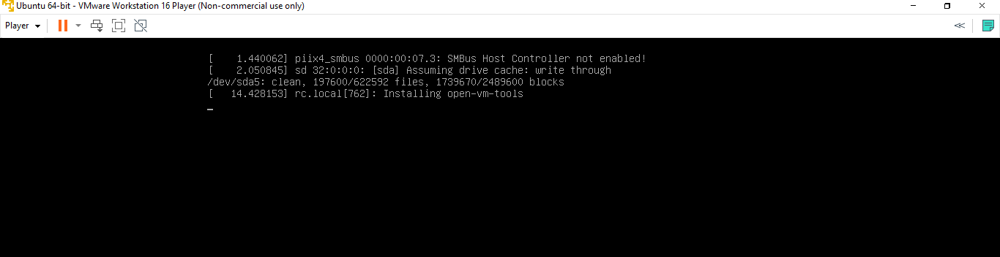 Ubuntu 64-bit - VMware Workstation 16 Player (Non-commercial use only)
Player
[    1.440062] piix4_smbus 0000:00:07.3: SMBus Host Controller not enabled!
[    2.050845] sd 32:0:0:0: [sda] Assuming drive cache: write through
/dev/sda5: clean, 197600/622592 files, 1739670/2489600 blocks
[   14.428153] rc.local[762]: Installing open-vm-tools